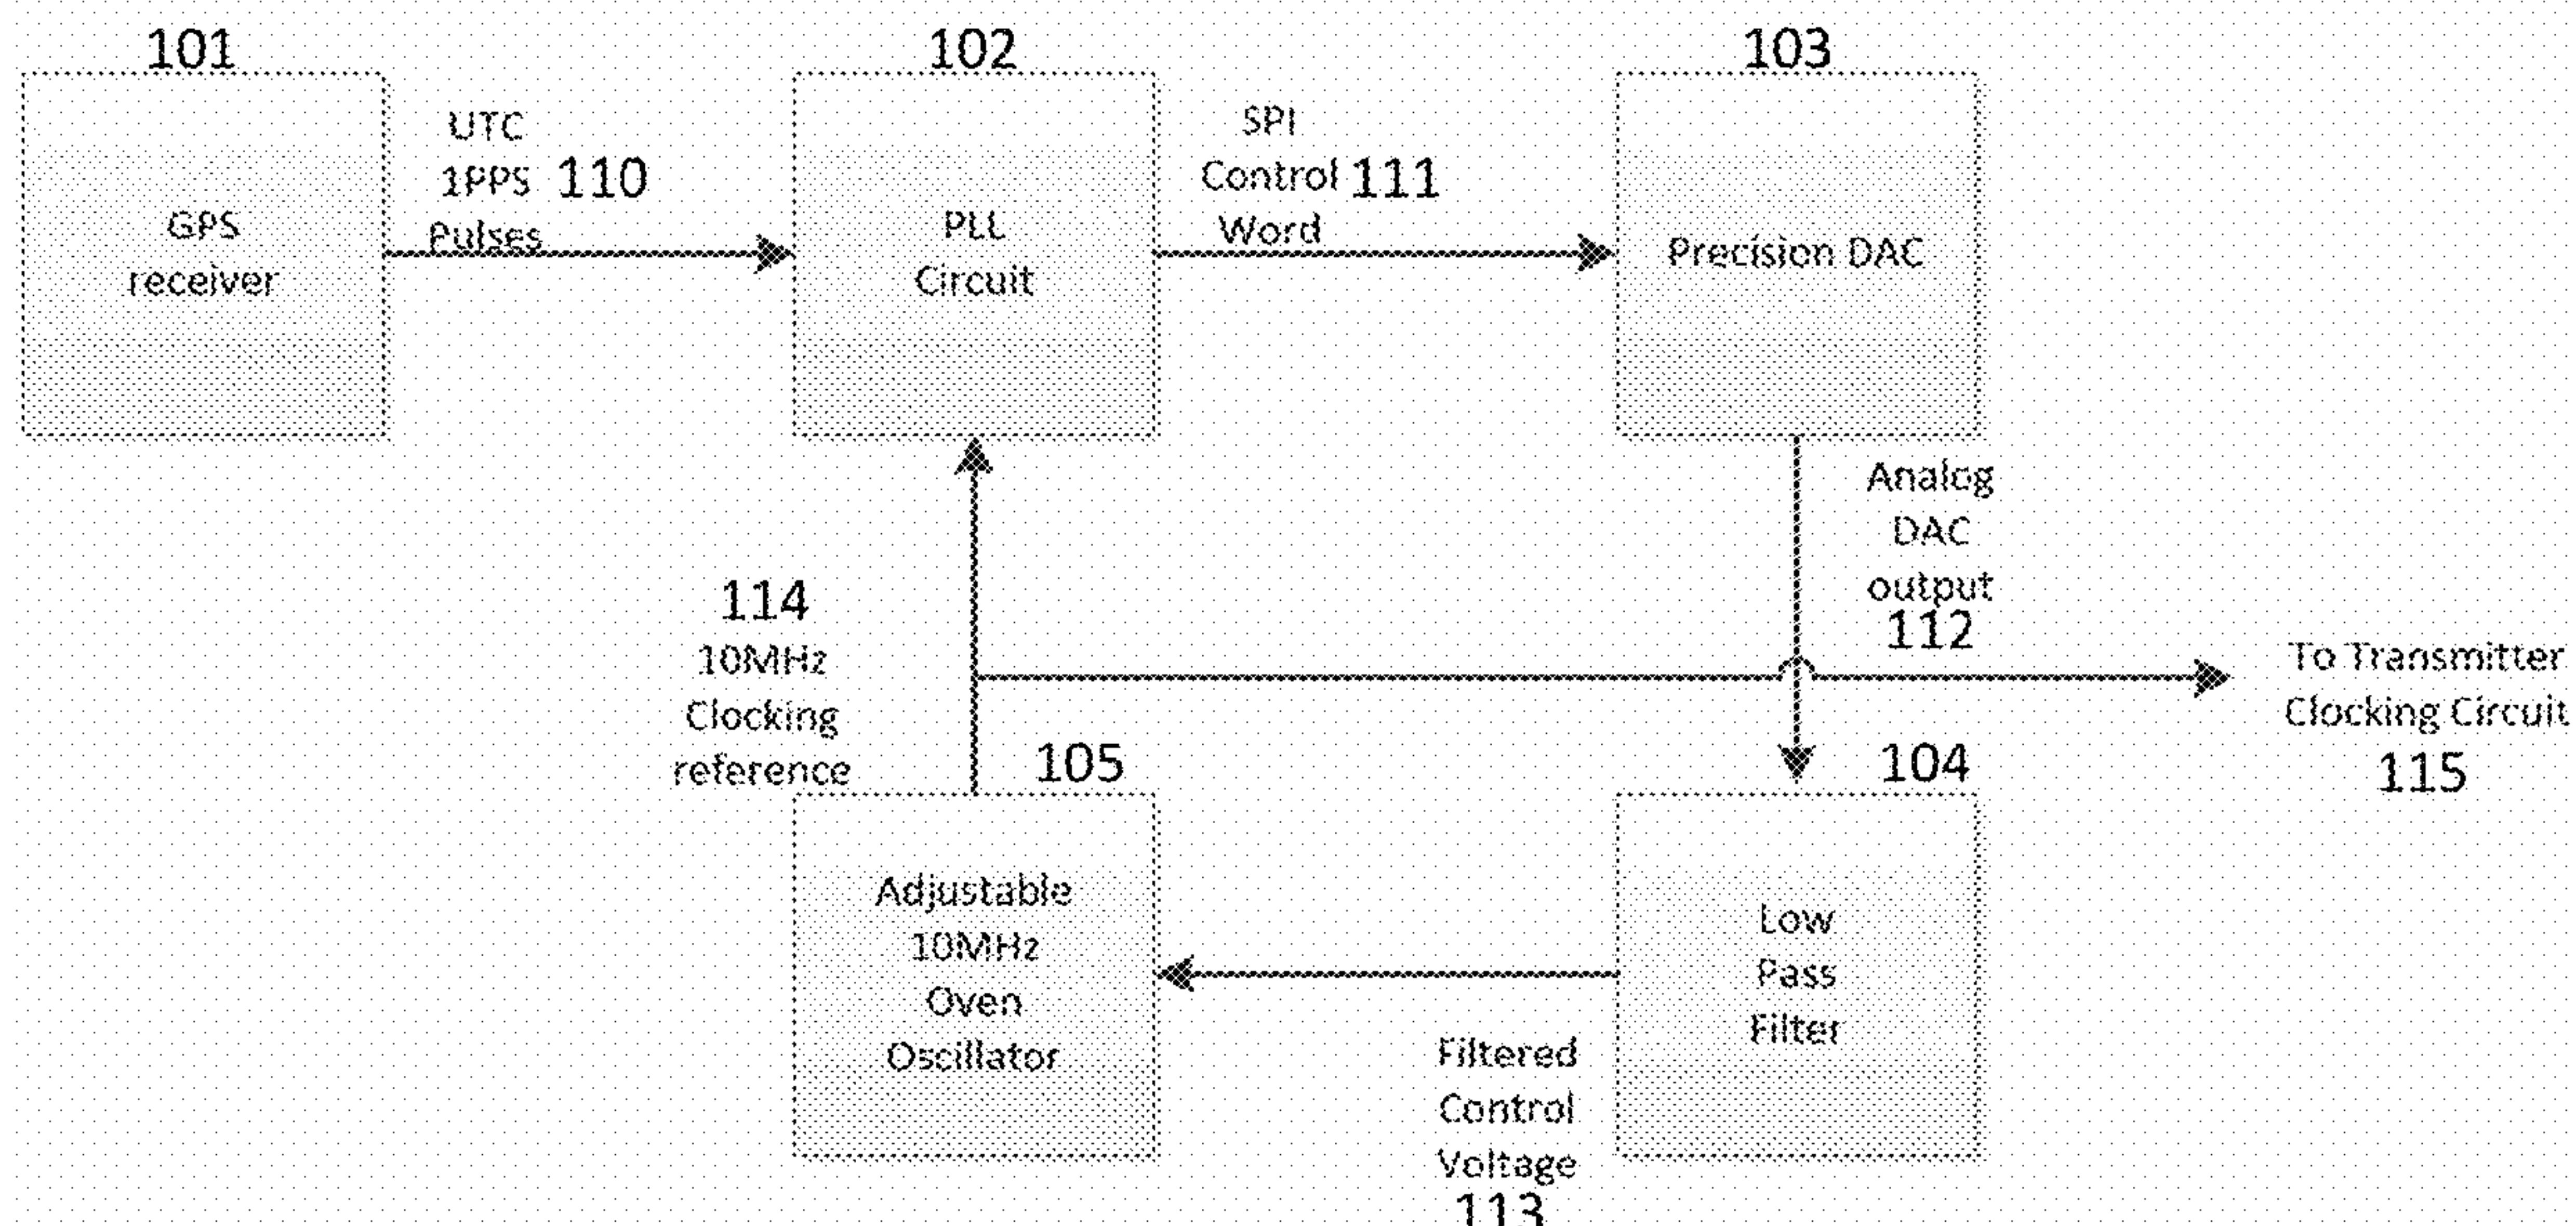 101
102
103
UTC
1PPS 110
Pulses
SPI
Control 111
Word
GPS
receiver
PLL
Circuit
Precision DAC
Analog
DAC
output
112
114
10MHz
Clocking
reference
To Transmitter
Clocking Circuit
115
105
104
Adjustable
10MHz
Oven
Oscillator
Low
Pass
Filter
Filtered
Control
Voltage
113